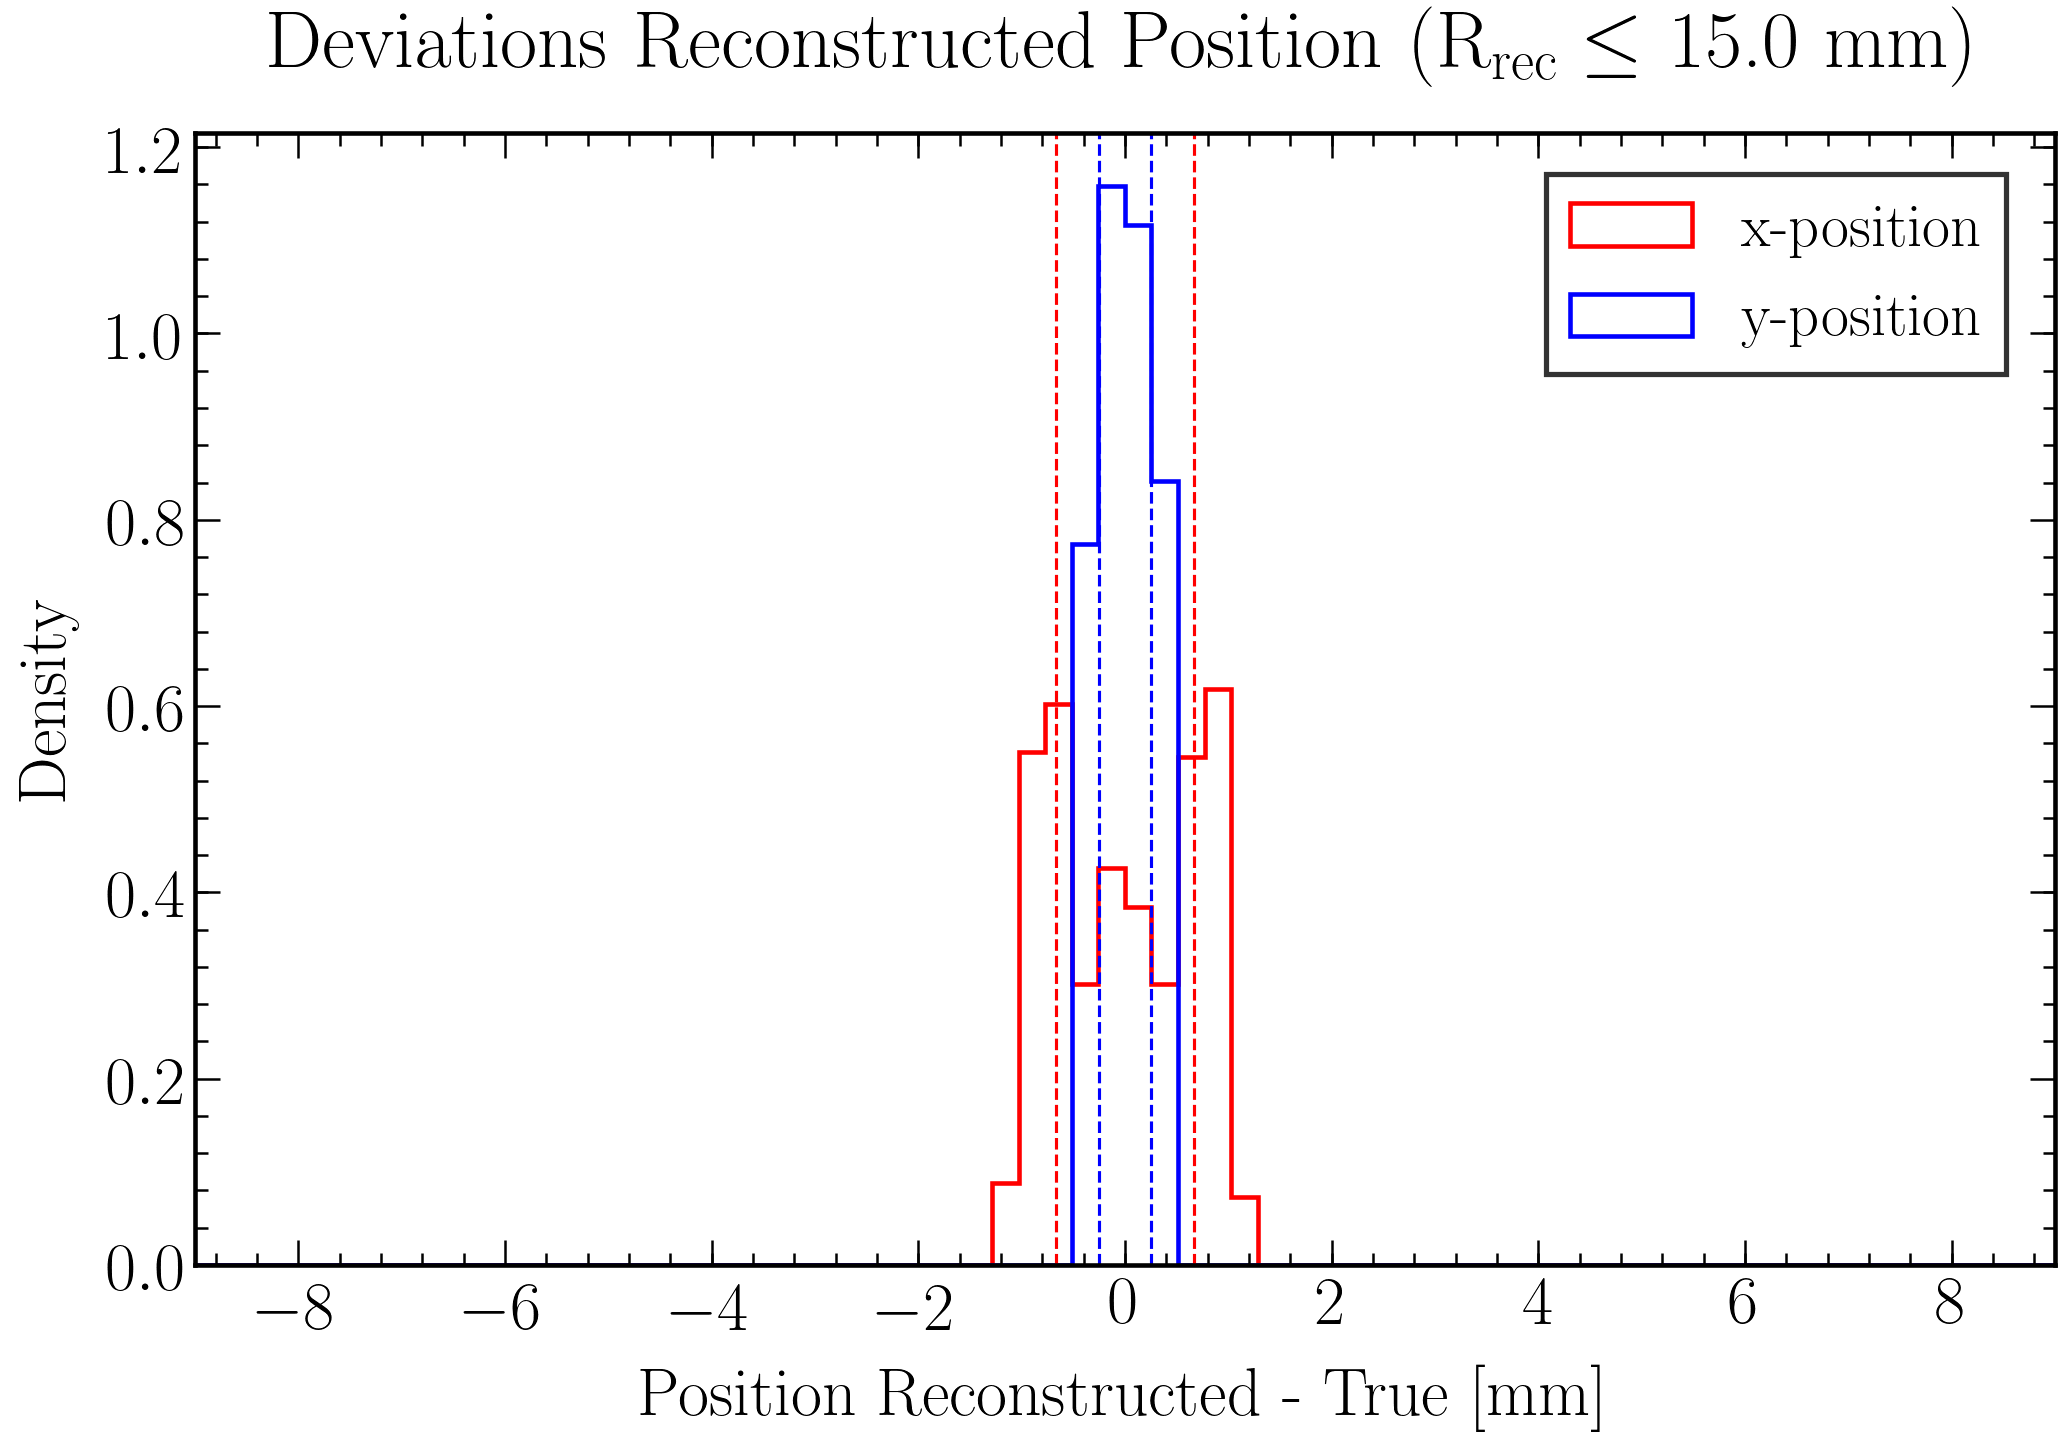 Deviations Reconstructed Position (R_rec ≤ 15.0 mm)
x-position
y-position
Density
1.2
1.0
0.8
0.6
0.4
0.2
0.0
−8 −6 −4 −2 0 2 4 6 8
Position Reconstructed - True [mm]